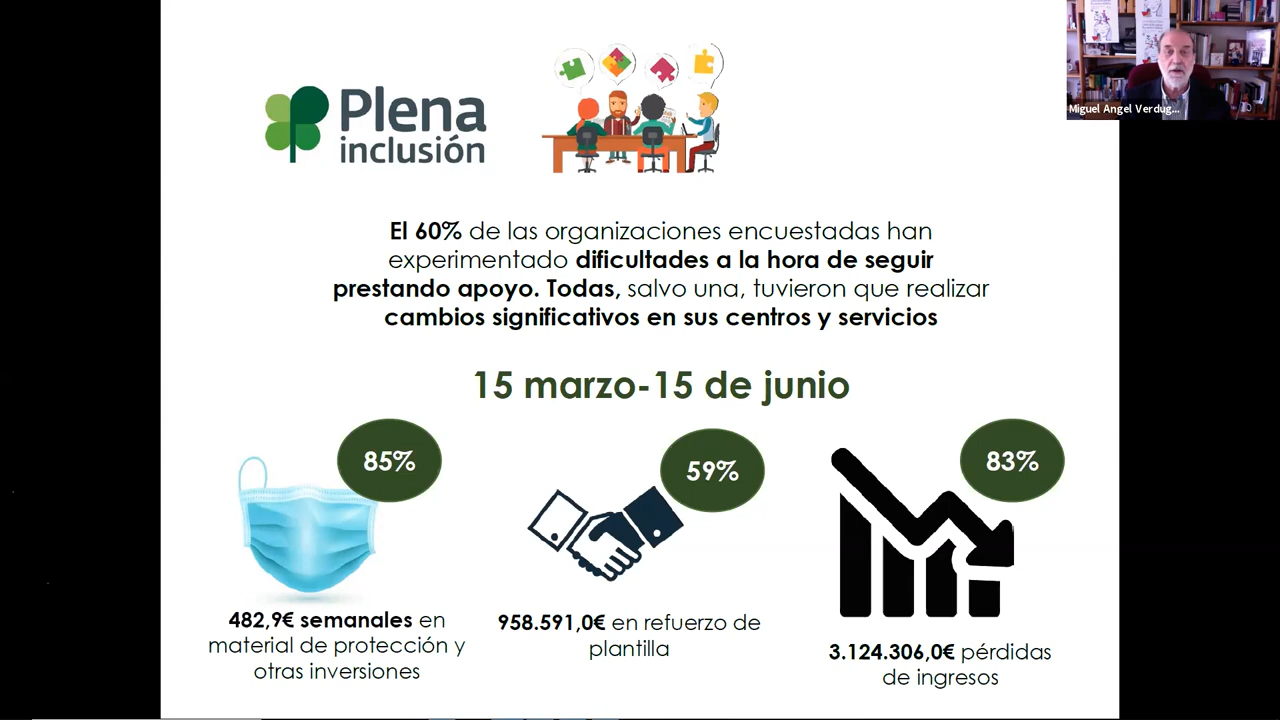 Plena
inclusión
Miguel Angel Verdug...
El 60% de las organizaciones encuestadas han
experimentado dificultades a la hora de seguir
prestando apoyo. Todas, salvo una, tuvieron que realizar
cambios significativos en sus centros y servicios
15 marzo-15 de junio
85%
59%
83%
482,9€ semanales en
material de protección y
otras inversiones
958.591,0€ en refuerzo de
plantilla
3.124.306,0€ pérdidas
de ingresos